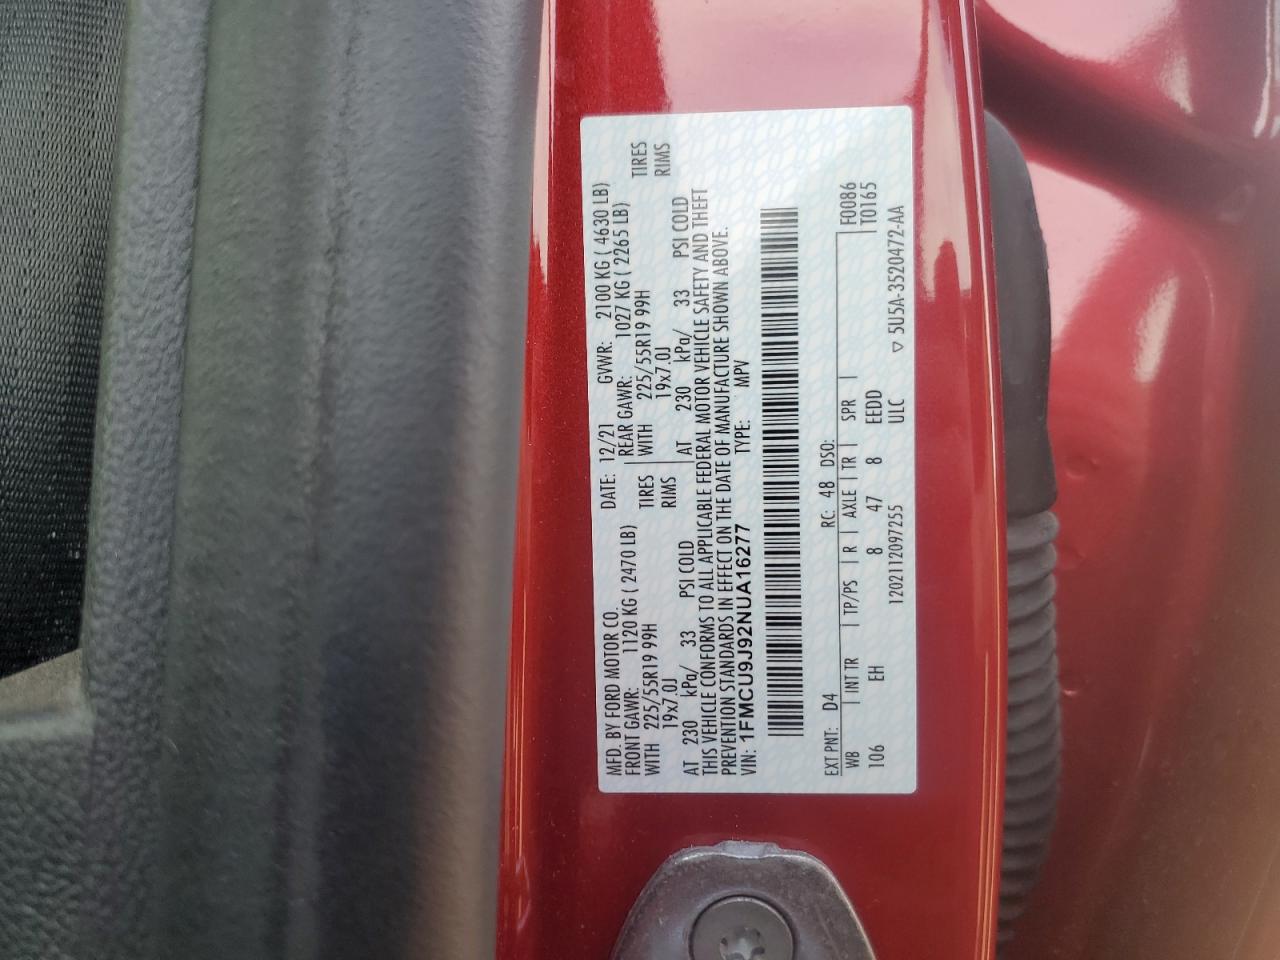 MFD. BY FORD MOTOR CO. DATE: 12/21 GVWR: 2100 KG ( 4630 LB)
FRONT GAWR: 1120 KG ( 2470 LB) REAR GAWR: 1027 KG ( 2265 LB)
WITH 225/55R19 99H TIRES WITH 225/55R19 99H TIRES
19x7.0J RIMS 19x7.0J RIMS
AT 230 kPa/ 33 PSI COLD AT 230 kPa/ 33 PSI COLD
THIS VEHICLE CONFORMS TO ALL APPLICABLE FEDERAL MOTOR VEHICLE SAFETY AND THEFT
PREVENTION STANDARDS IN EFFECT ON THE DATE OF MANUFACTURE SHOWN ABOVE.
VIN: 1FMCU9J92NUA16277 TYPE: MPV
EXT PNT: D4 RC: 48 DSO: F0086
WB | INT TR | TP/PS | R | AXLE | TR | SPR | T0165
106 EH 8 47 8 EEDD
1202112097255 ULC ▽ 5U5A-3520472-AA